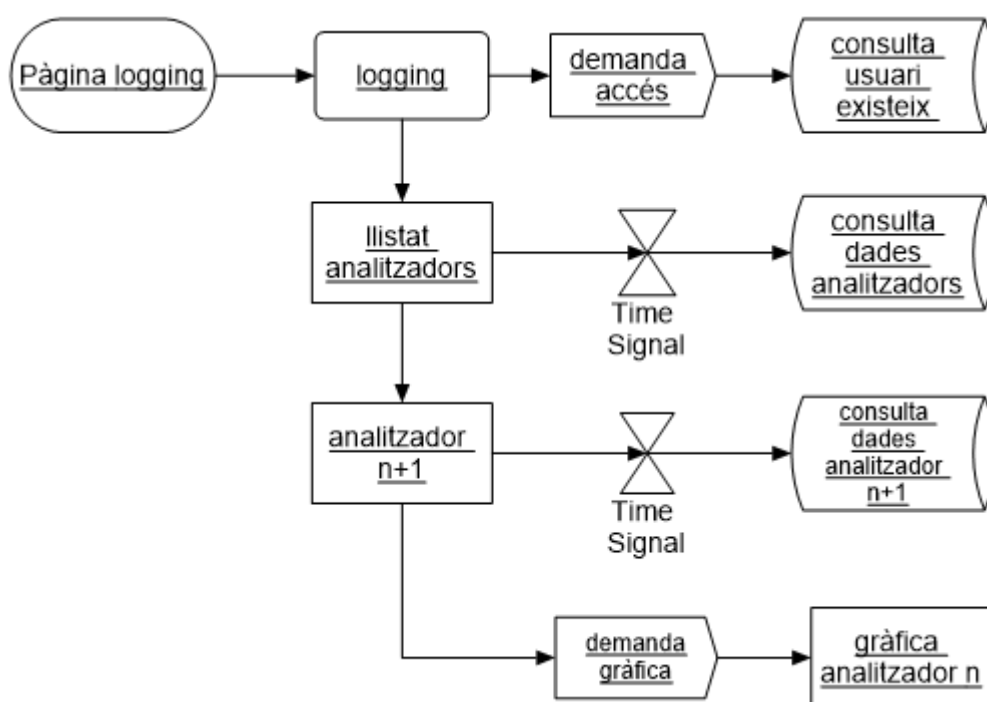 Pàgina logging
logging
demanda
accés
consulta
usuari
existeix
llistat
analitzadors
Time
Signal
consulta
dades
analitzadors
analitzador
n+1
Time
Signal
consulta
dades
analitzador
n+1
demanda
gràfica
gràfica
analitzador n